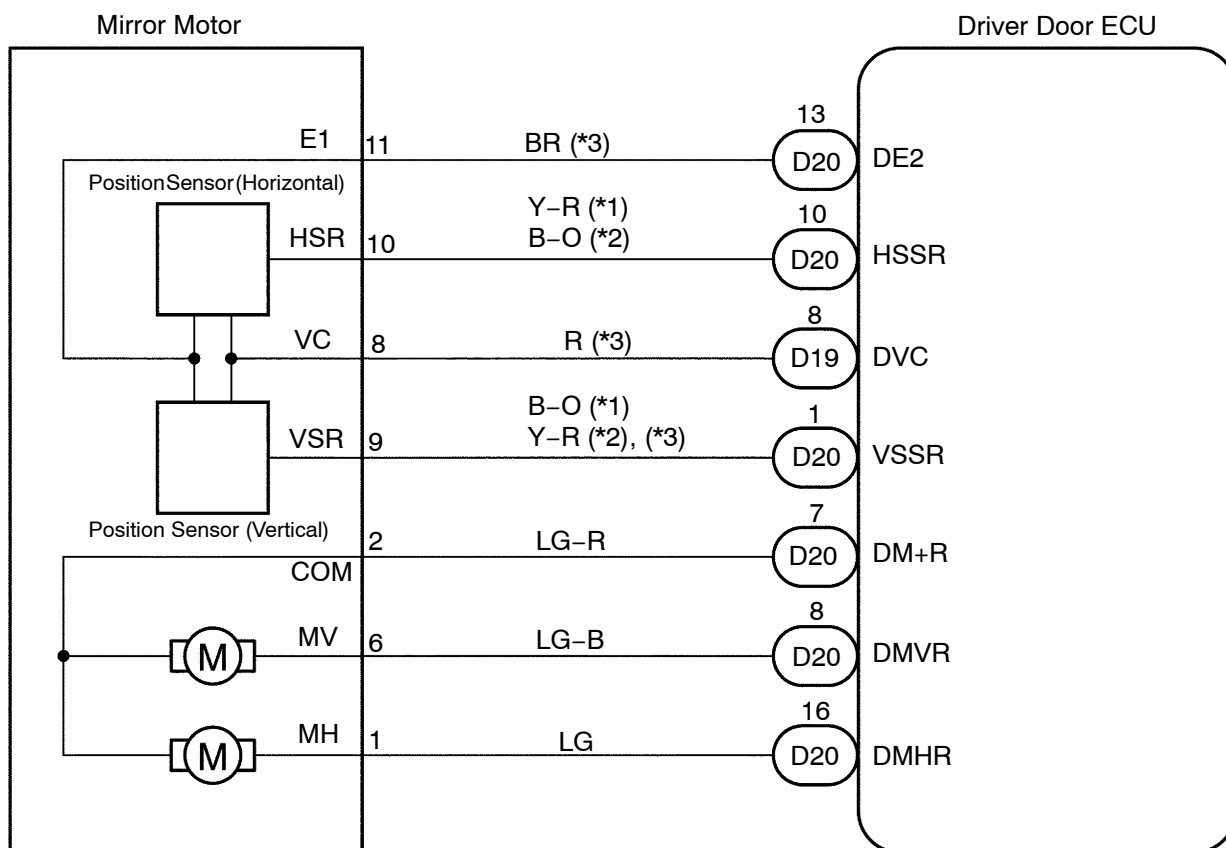 Mirror Motor
Driver Door ECU
13
E1
11
BR (*3)
D20
DE2
Position Sensor (Horizontal)
Y–R (*1)
10
HSR
10
B–O (*2)
D20
HSSR
8
VC
8
R (*3)
D19
DVC
B–O (*1)
1
VSR
9
Y–R (*2), (*3)
D20
VSSR
Position Sensor (Vertical)
7
2
LG–R
D20
DM+R
COM
8
M
MV
6
LG–B
D20
DMVR
16
M
MH
1
LG
D20
DMHR